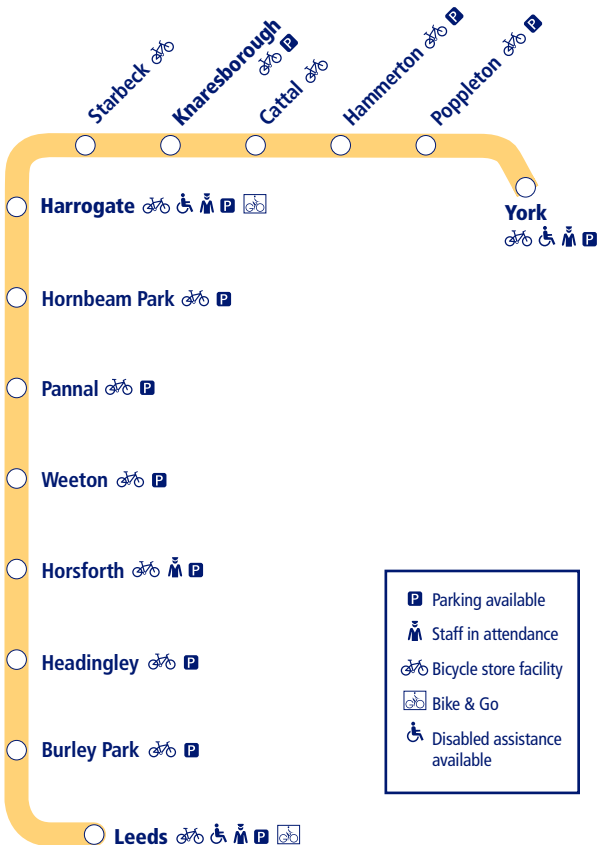 Starbeck
Knaresborough
P
Cattal
Hammerton P
Poppleton P
York
P
Harrogate P
Hornbeam Park P
Pannal P
Weeton P
Horsforth P
Headingley P
Burley Park P
Leeds P
P Parking available
Staff in attendance
Bicycle store facility
Bike & Go
Disabled assistance
available